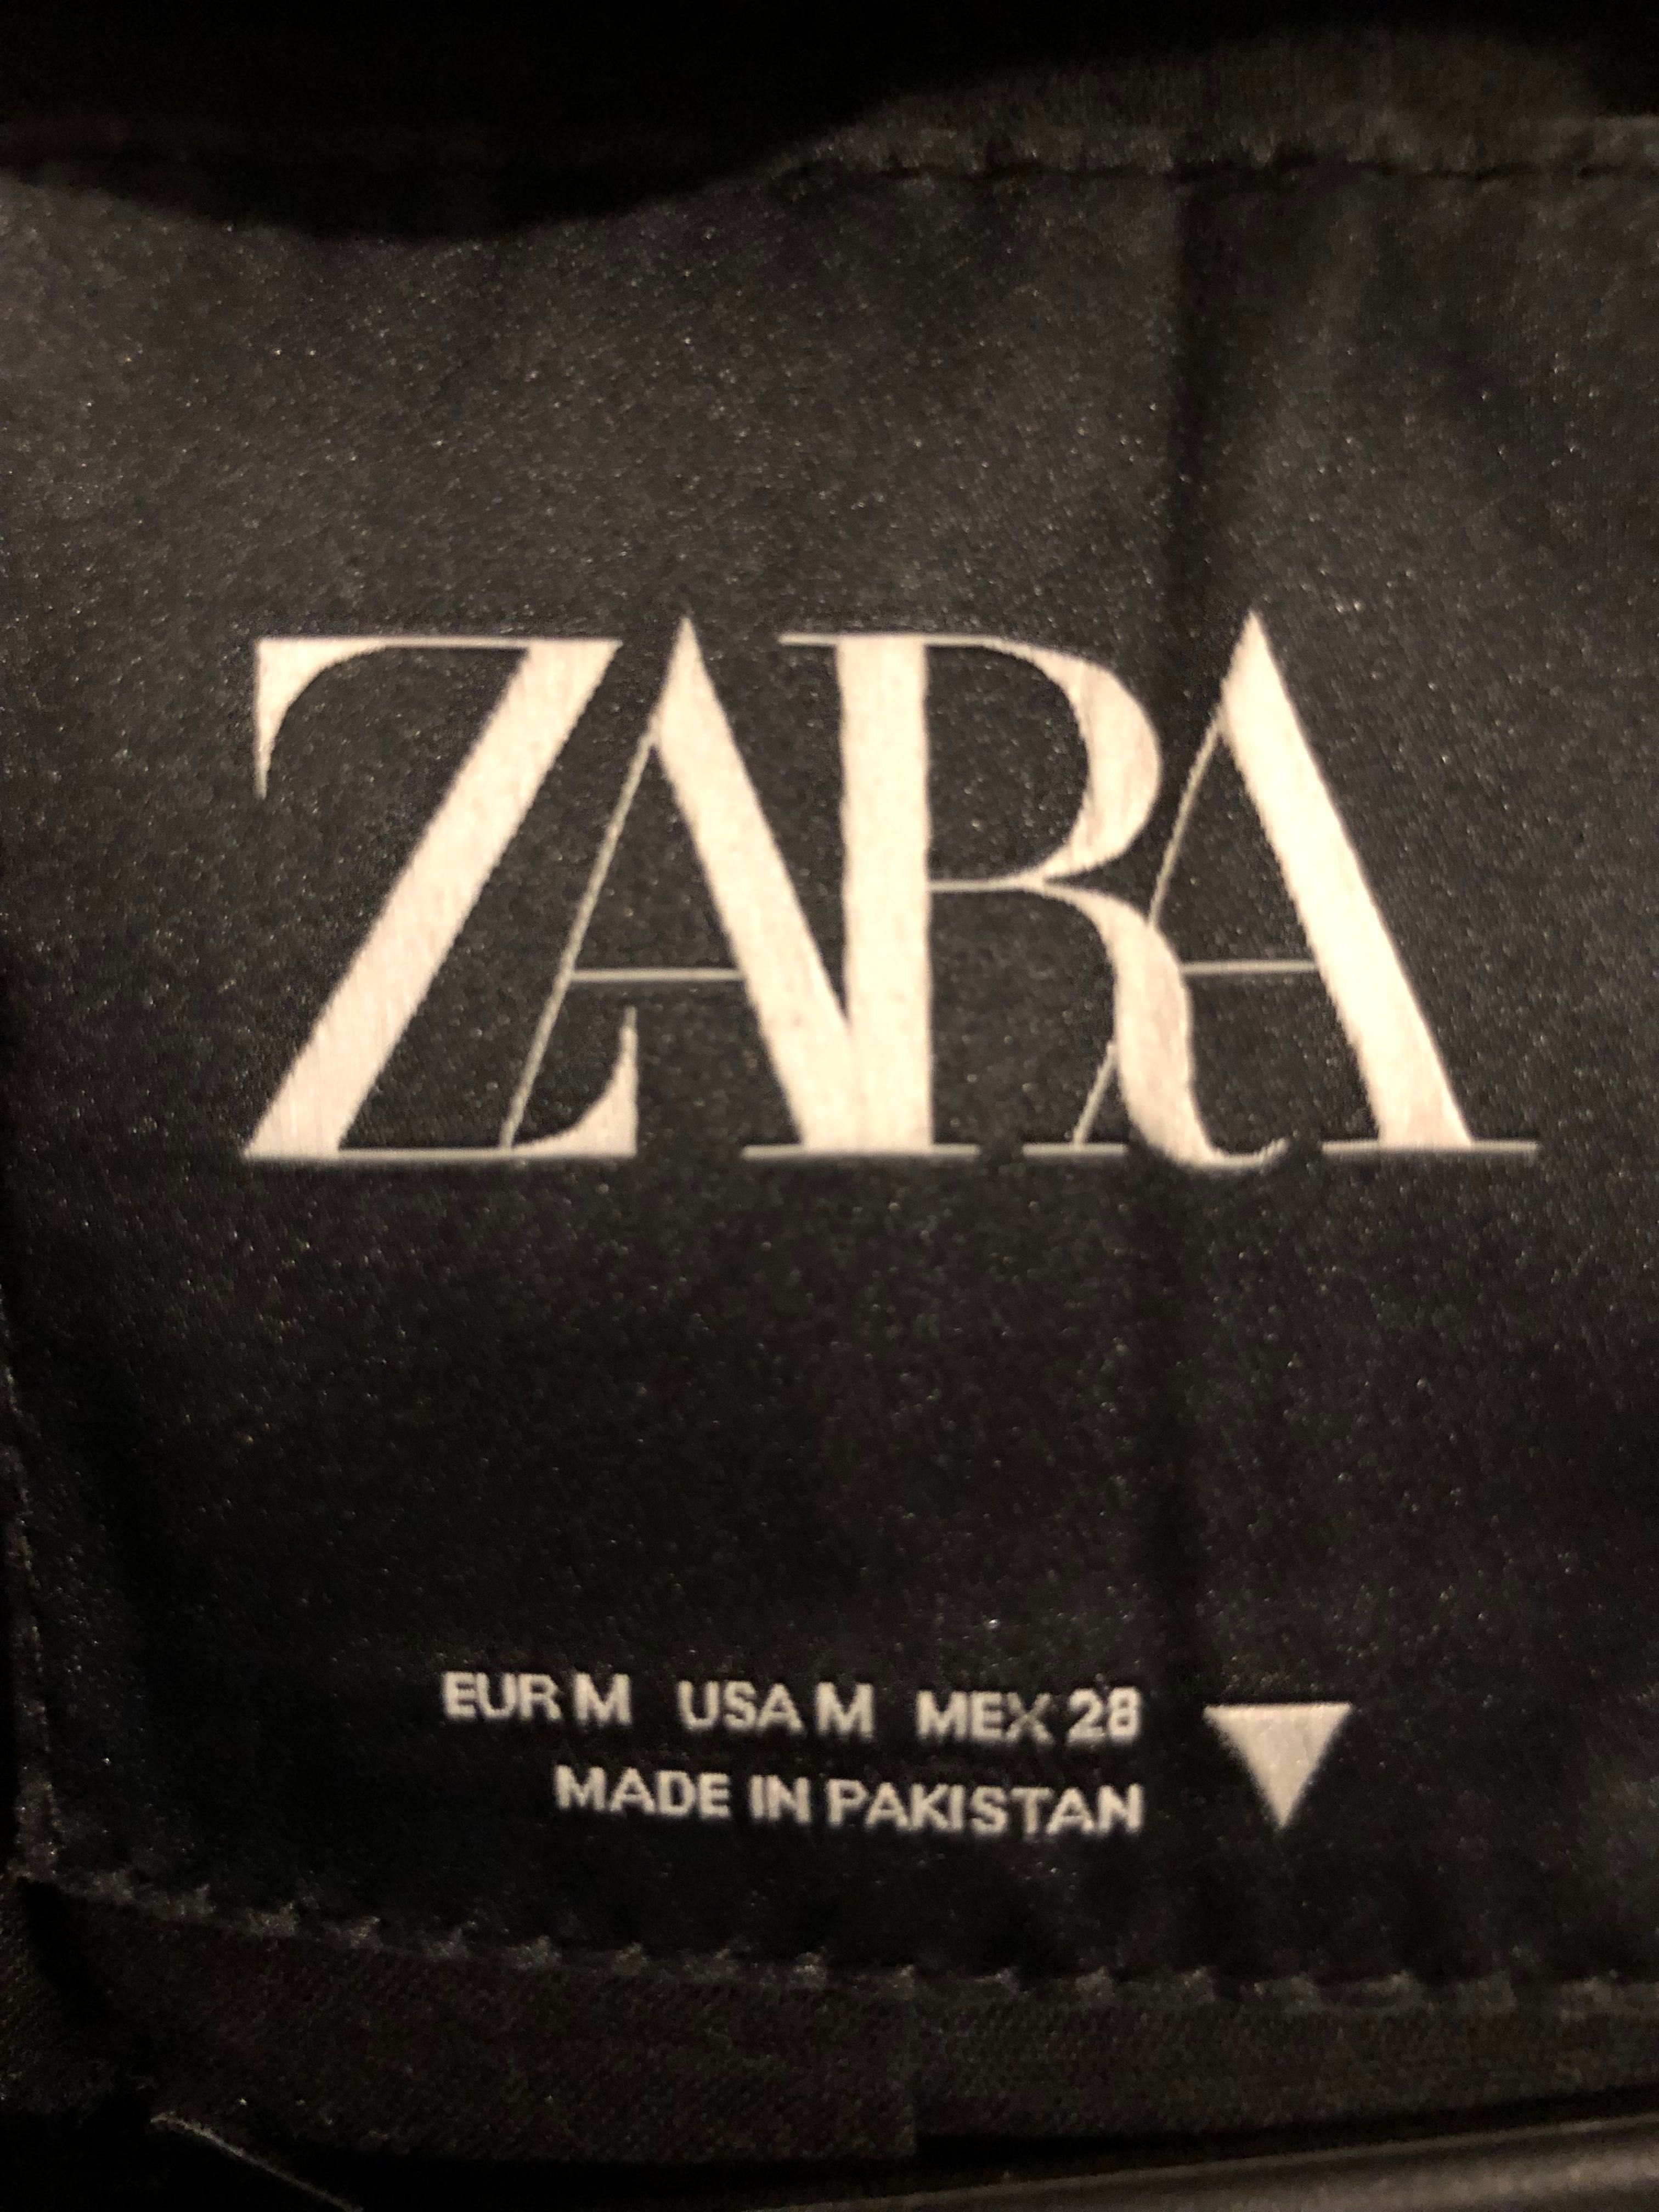 ZARA
EUR M USA M MEX 28
MADE IN PAKISTAN